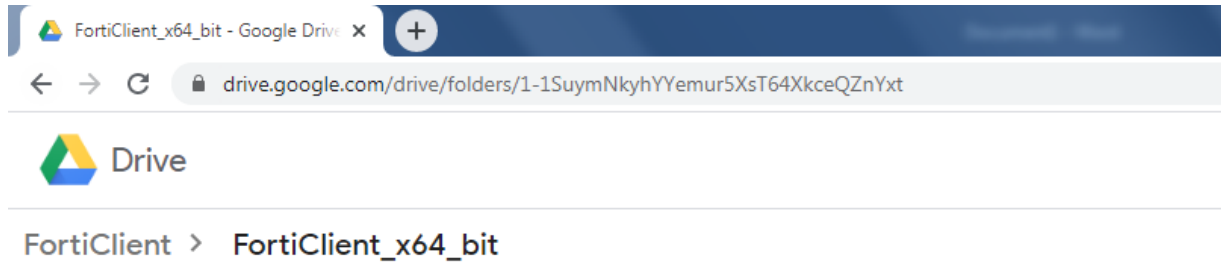 FortiClient_x64_bit - Google Drive
drive.google.com/drive/folders/1-1SuymNkyhYYemur5XsT64XkceQZnYxt
Drive
FortiClient > FortiClient_x64_bit